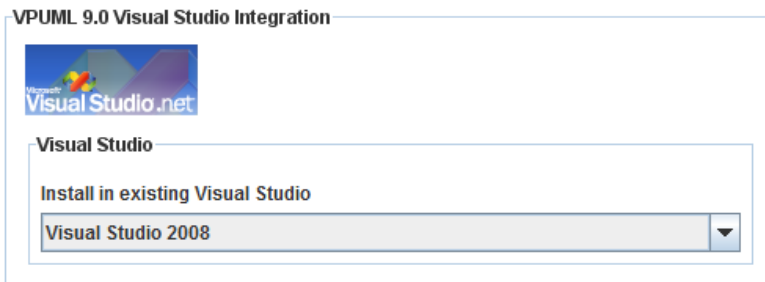 VPUML 9.0 Visual Studio Integration
Microsoft
Visual Studio.net
Visual Studio
Install in existing Visual Studio
Visual Studio 2008